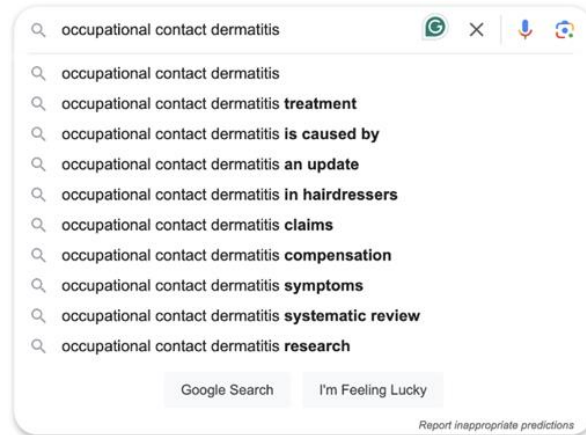 occupational contact dermatitis
occupational contact dermatitis
occupational contact dermatitis treatment
occupational contact dermatitis is caused by
occupational contact dermatitis an update
occupational contact dermatitis in hairdressers
occupational contact dermatitis claims
occupational contact dermatitis compensation
occupational contact dermatitis symptoms
occupational contact dermatitis systematic review
occupational contact dermatitis research
Google Search I'm Feeling Lucky
Report inappropriate predictions